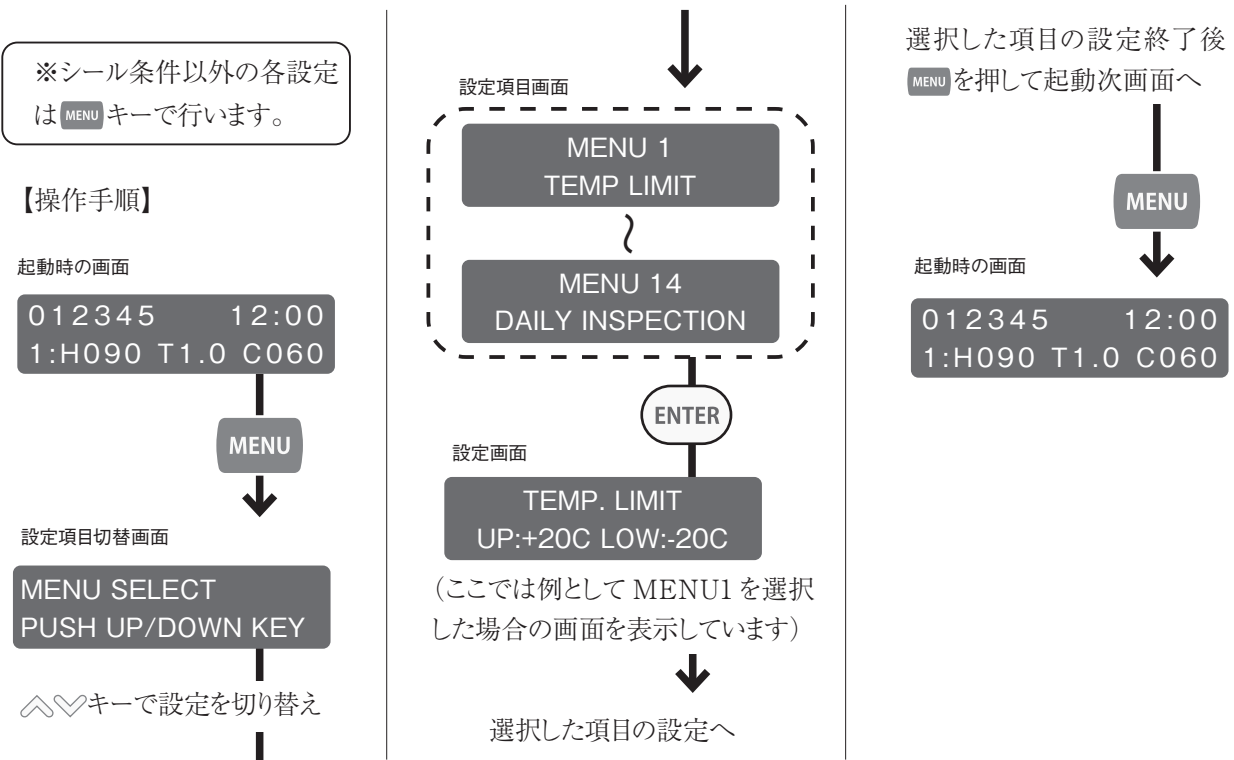 ※シール条件以外の各設定
は MENU キーで行います。
【操作手順】
起動時の画面
012345 12:00
1:H090 T1.0 C060
MENU
設定項目切替画面
MENU SELECT
PUSH UP/DOWN KEY
キーで設定を切り替え
設定項目画面
MENU 1
TEMP LIMIT
〜
MENU 14
DAILY INSPECTION
ENTER
設定画面
TEMP. LIMIT
UP:+20C LOW:-20C
（ここでは例として MENU1 を選択
した場合の画面を表示しています）
選択した項目の設定へ
選択した項目の設定終了後
MENU を押して起動次画面へ
MENU
起動時の画面
012345 12:00
1:H090 T1.0 C060